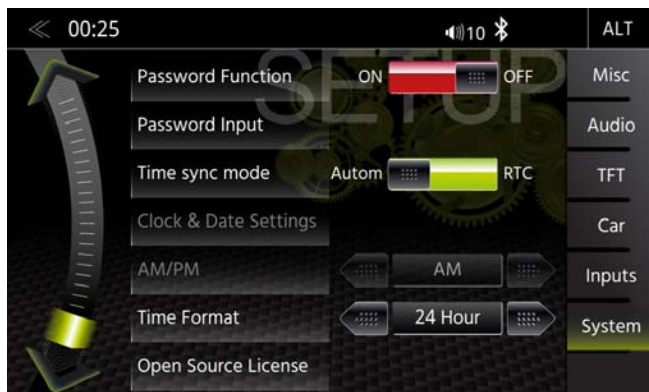 00:25
10
ALT
SETUP
Password Function ON OFF
Misc
Password Input
Audio
Time sync mode Autom RTC
TFT
Clock & Date Settings
Car
AM/PM AM
Inputs
Time Format 24 Hour
System
Open Source License